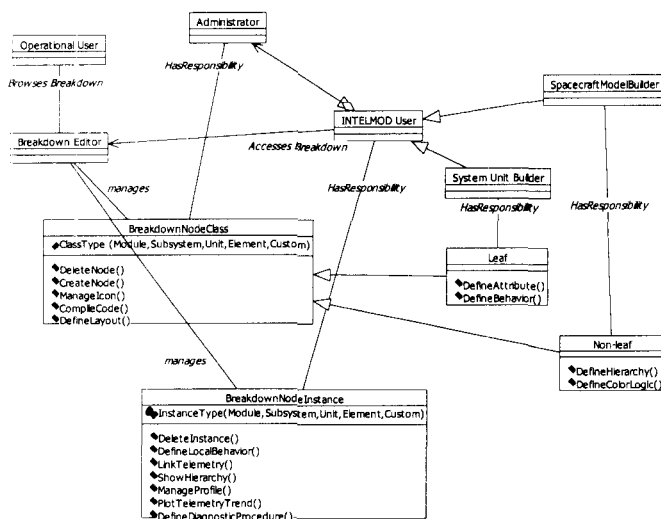 Administrator
Operational User
HasResponsibility
SpacecraftModelBuilder
Browses Breakdown
INTELMOD User
Breakdown Editor
Accesses Breakdown
HasResponsibility
System Unit Builder
manages
HasResponsibility
HasResponsibility
BreakdownNodeClass
ClassType (Module,Subsystem,Unit,Element,Custom)
DeleteNode()
CreateNode()
ManageIcon()
CompileCode()
DefineLayout()
Leaf
DefineAttribute()
DefineBehavior()
Non-leaf
DefineHierarchy()
DefineColorLogic()
manages
BreakdownNodeInstance
InstanceType(Module,Subsystem,Unit,Element,Custom)
DeleteInstance()
DefineLocalBehavior()
LinkTelemetry()
ShowHierarchy()
ManageProfile()
PlotTelemetryTrend()
DefineDiagnosticProcedure()